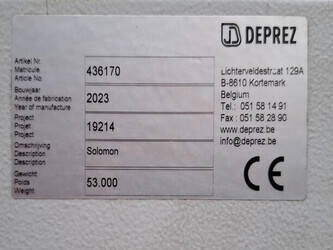 DEPREZ
Artikel Nr
Matricule 436170
Bouwjaar
Année de fabrication 2023
Year of manufacture
Project
Projet 19214
Project
Omschrijving
Description Solomon
Description
Gewicht:
Poids 53.000
Weight:
Lichterveldestraat 129A
B-8610 Kortemark
Belgium
Tel.: 051 58 14 91
Fax : 051 58 28 90
www.deprez.be
info@deprez.be
CE